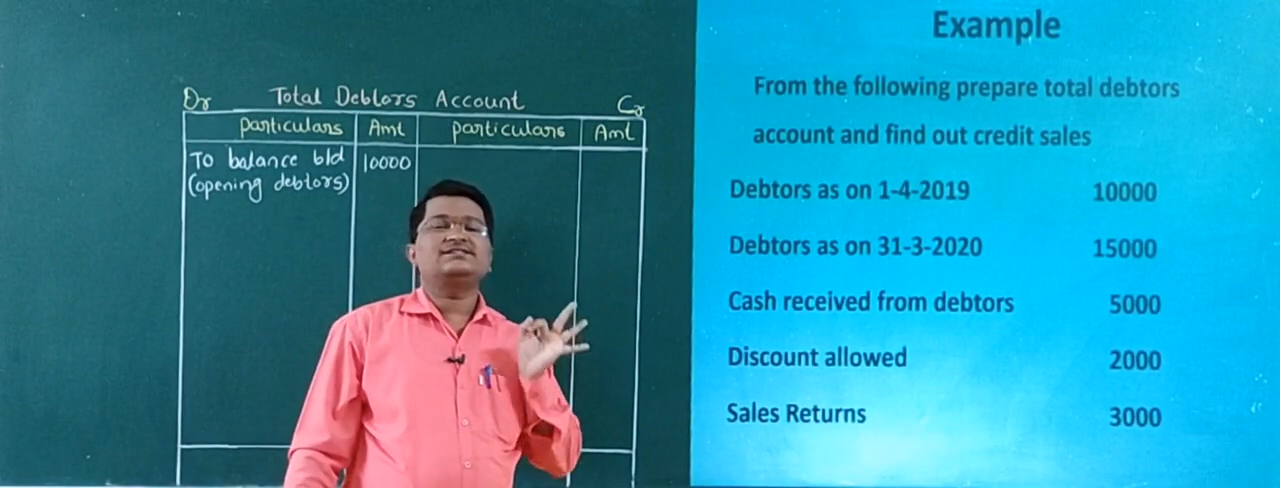 Dr Total Debtors Account Cr
Particulars Amt Particulars Amt
To balance b/d 10000
(opening debtors)
Example
From the following prepare total debtors
account and find out credit sales
Debtors as on 1-4-2019 10000
Debtors as on 31-3-2020 15000
Cash received from debtors 5000
Discount allowed 2000
Sales Returns 3000